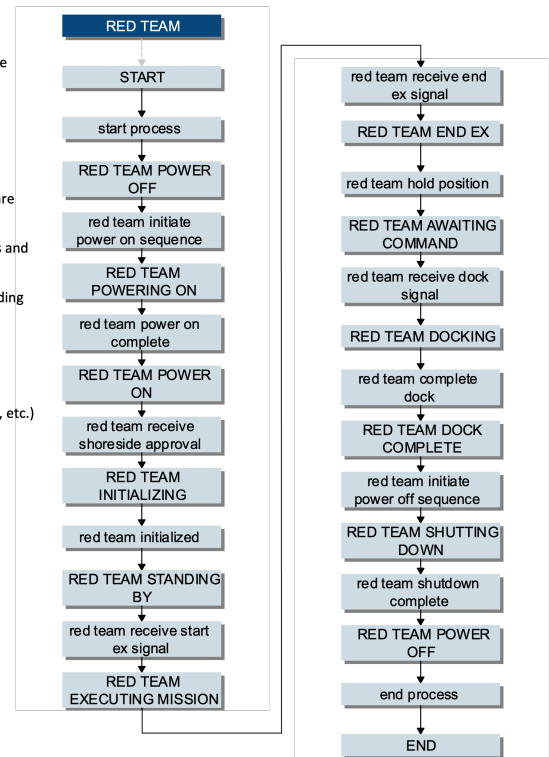 e
are
s and
ding
, etc.)
RED TEAM
START
start process
RED TEAM POWER
OFF
red team initiate
power on sequence
RED TEAM
POWERING ON
red team power on
complete
RED TEAM POWER
ON
red team receive
shoreside approval
RED TEAM
INITIALIZING
red team initialized
RED TEAM STANDING
BY
red team receive start
ex signal
RED TEAM
EXECUTING MISSION
red team receive end
ex signal
RED TEAM END EX
red team hold position
RED TEAM AWAITING
COMMAND
red team receive dock
signal
RED TEAM DOCKING
red team complete
dock
RED TEAM DOCK
COMPLETE
red team initiate
power off sequence
RED TEAM SHUTTING
DOWN
red team shutdown
complete
RED TEAM POWER
OFF
end process
END